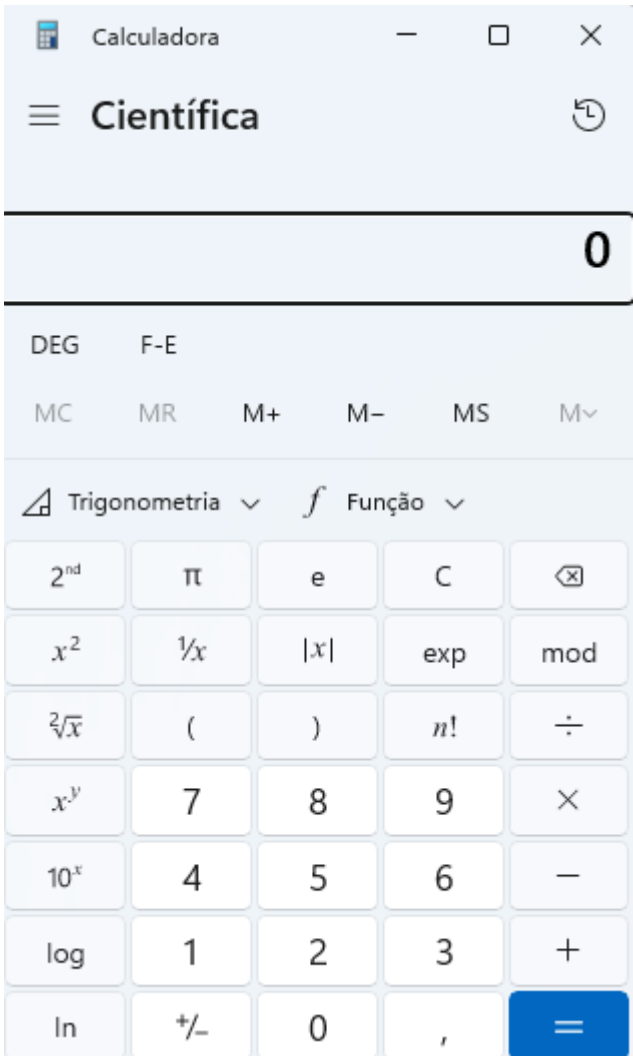 Calculadora
Científica
0
DEG F-E
MC MR M+ M− MS M
Trigonometria f Função
2nd π e C
x² ¹/x |x| exp mod
²√x ( ) n! ÷
xʸ 7 8 9 ×
10ˣ 4 5 6 −
log 1 2 3 +
ln +/− 0 , =